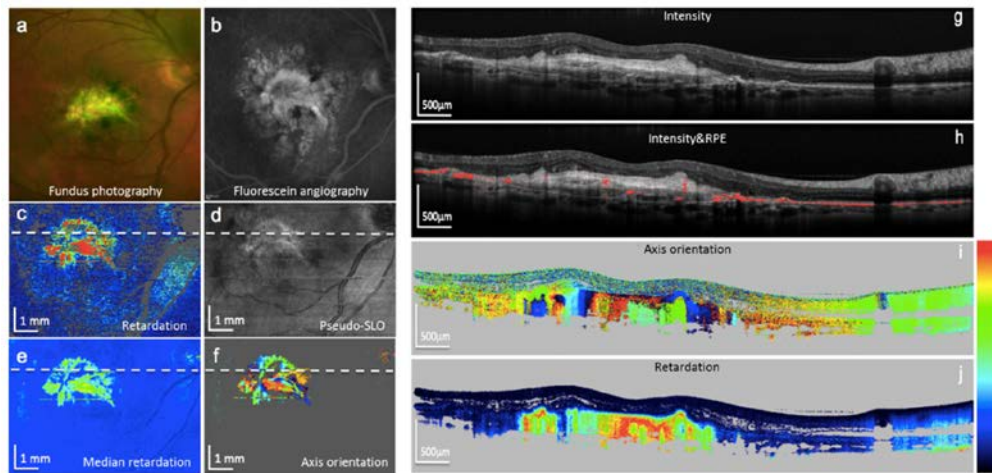 a
Fundus photography
b
Fluorescein angiography
c
1 mm
Retardation
d
1 mm
Pseudo-SLO
e
1 mm
Median retardation
f
1 mm
Axis orientation
Intensity
g
500μm
Intensity&RPE
h
500μm
Axis orientation
i
500μm
Retardation
j
500μm